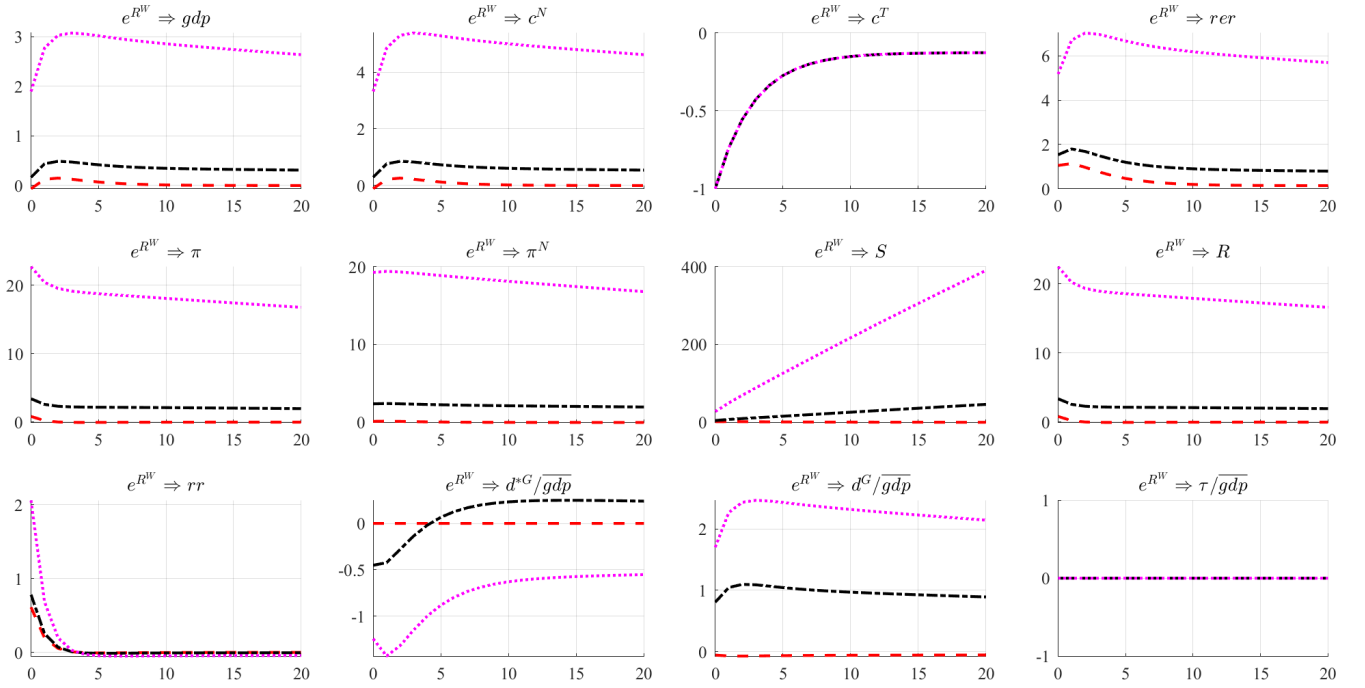 e^{R^W} ⇒ gdp
3
2
1
0
0 5 10 15 20
e^{R^W} ⇒ c^N
4
2
0
0 5 10 15 20
e^{R^W} ⇒ c^T
0
-0.5
-1
0 5 10 15 20
e^{R^W} ⇒ rer
6
4
2
0
0 5 10 15 20
e^{R^W} ⇒ π
20
10
0
0 5 10 15 20
e^{R^W} ⇒ π^N
20
15
10
5
0
0 5 10 15 20
e^{R^W} ⇒ S
400
200
0
0 5 10 15 20
e^{R^W} ⇒ R
20
10
0
0 5 10 15 20
e^{R^W} ⇒ rr
2
1
0
0 5 10 15 20
e^{R^W} ⇒ d^{*G}/\overline{gdp}
0
-0.5
-1
0 5 10 15 20
e^{R^W} ⇒ d^G/\overline{gdp}
2
1
0
0 5 10 15 20
e^{R^W} ⇒ τ/\overline{gdp}
1
0
-1
0 5 10 15 20